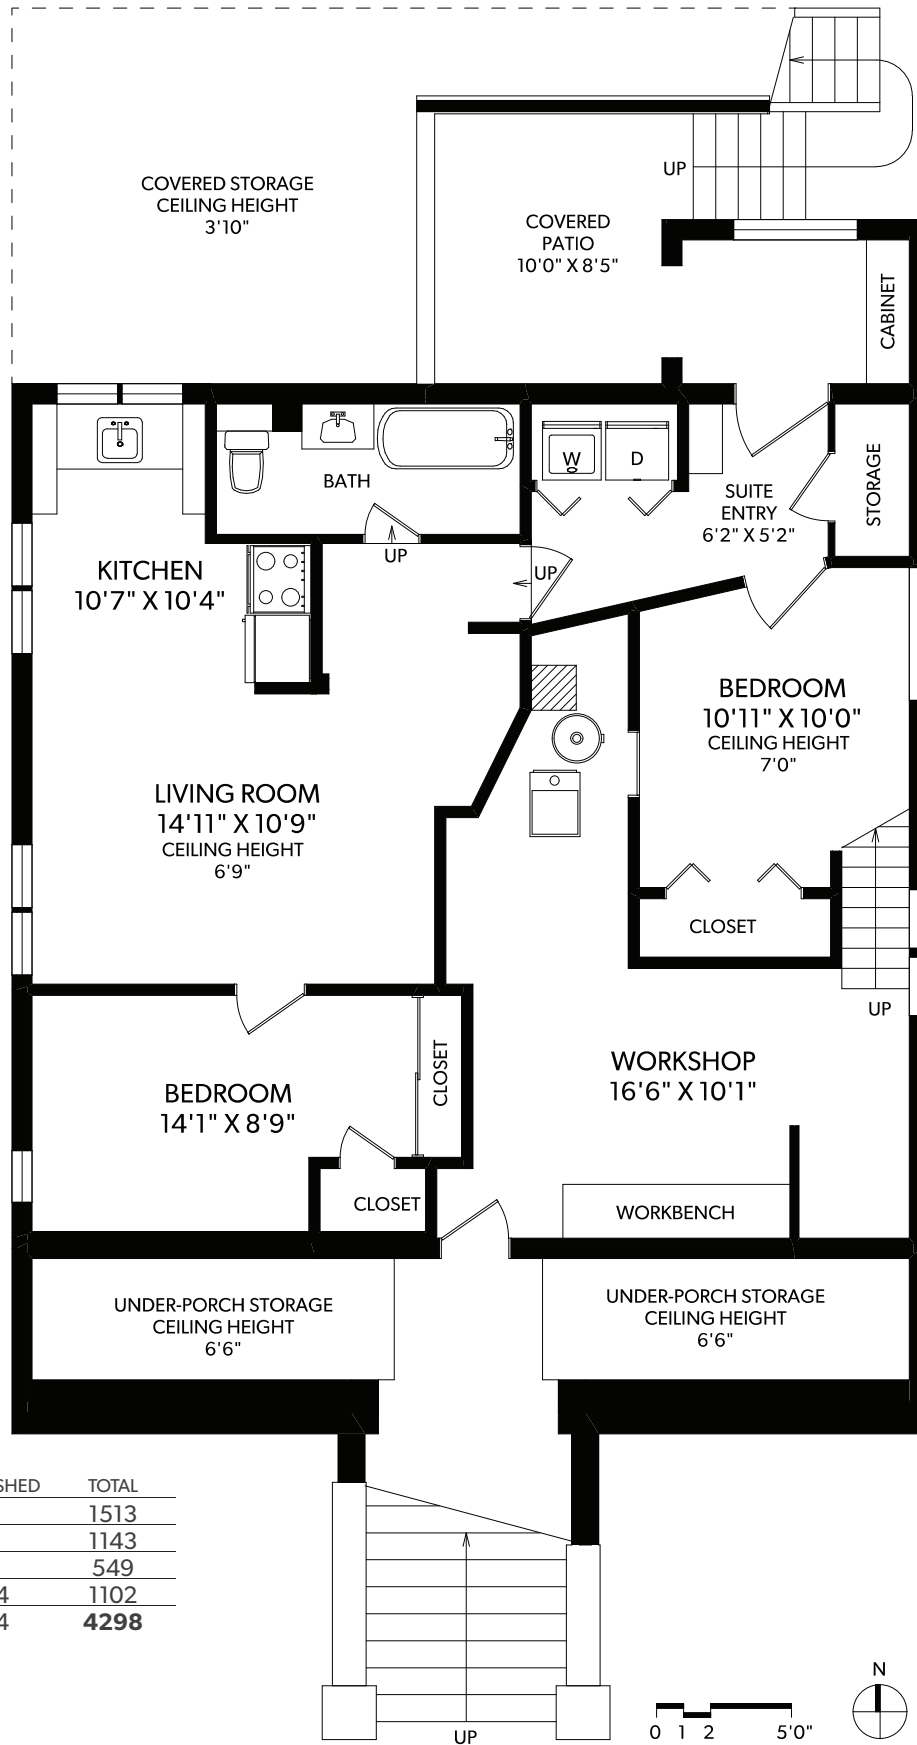 UP
COVERED STORAGE
CEILING HEIGHT
3'10"
COVERED
PATIO
10'0" X 8'5"
CABINET
W
D
BATH
SUITE
ENTRY
6'2" X 5'2"
STORAGE
UP
UP
KITCHEN
10'7" X 10'4"
BEDROOM
10'11" X 10'0"
CEILING HEIGHT
7'0"
LIVING ROOM
14'11" X 10'9"
CEILING HEIGHT
6'9"
CLOSET
UP
BEDROOM
14'1" X 8'9"
CLOSET
WORKSHOP
16'6" X 10'1"
CLOSET
WORKBENCH
UNDER-PORCH STORAGE
CEILING HEIGHT
6'6"
UNDER-PORCH STORAGE
CEILING HEIGHT
6'6"
SHED TOTAL
1513
1143
549
4 1102
4 4298
UP
0 1 2 5'0"
N